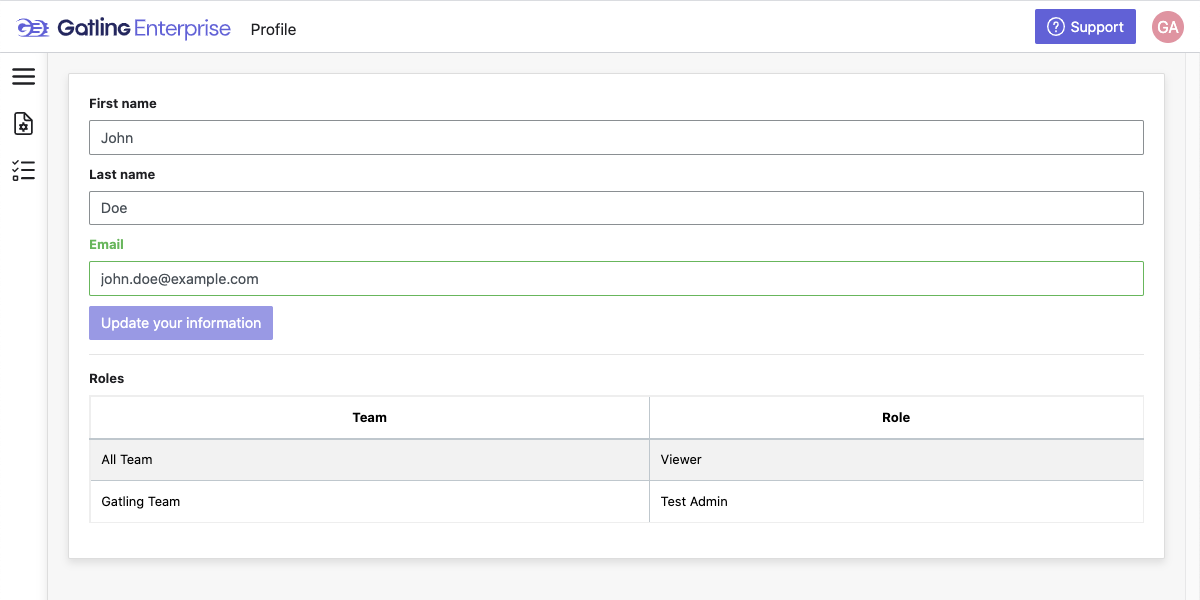 Gatling Enterprise Profile Support GA
First name
John
Last name
Doe
Email
john.doe@example.com
Update your information
Roles
Team Role
All Team Viewer
Gatling Team Test Admin